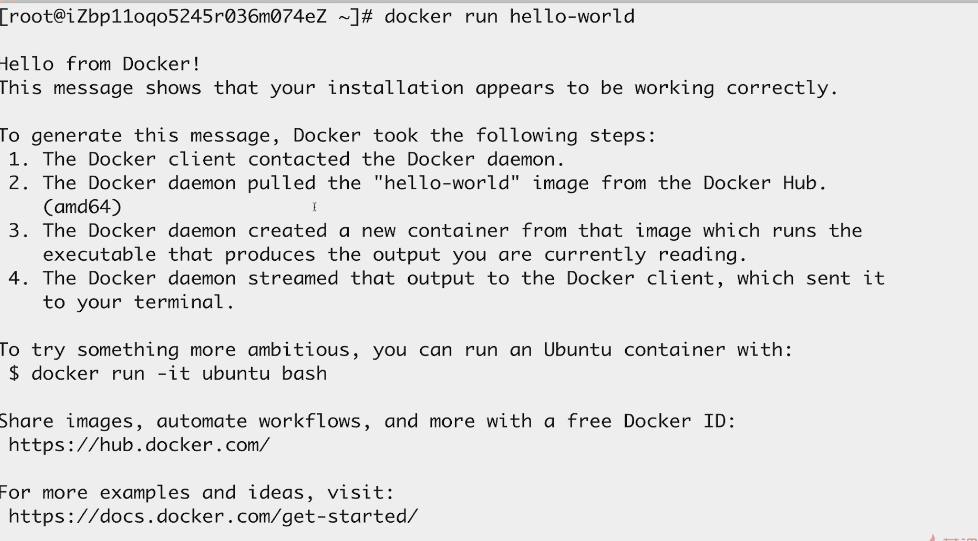 [root@iZbp11oqo5245r036m074eZ ~]# docker run hello-world
Hello from Docker!
This message shows that your installation appears to be working correctly.
To generate this message, Docker took the following steps:
1. The Docker client contacted the Docker daemon.
2. The Docker daemon pulled the "hello-world" image from the Docker Hub.
(amd64)
3. The Docker daemon created a new container from that image which runs the
executable that produces the output you are currently reading.
4. The Docker daemon streamed that output to the Docker client, which sent it
to your terminal.
To try something more ambitious, you can run an Ubuntu container with:
$ docker run -it ubuntu bash
Share images, automate workflows, and more with a free Docker ID:
https://hub.docker.com/
For more examples and ideas, visit:
https://docs.docker.com/get-started/